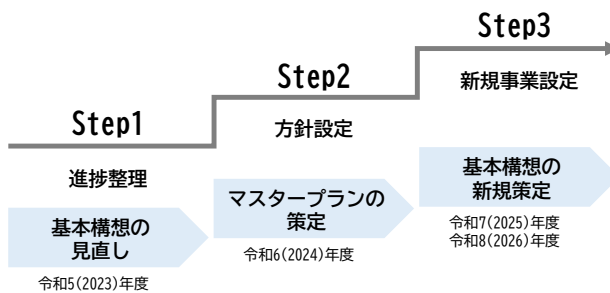 Step1
進捗整理
基本構想の
見直し
令和5(2023)年度
Step2
方針設定
マスタープランの
策定
令和6(2024)年度
Step3
新規事業設定
基本構想の
新規策定
令和7(2025)年度
令和8(2026)年度